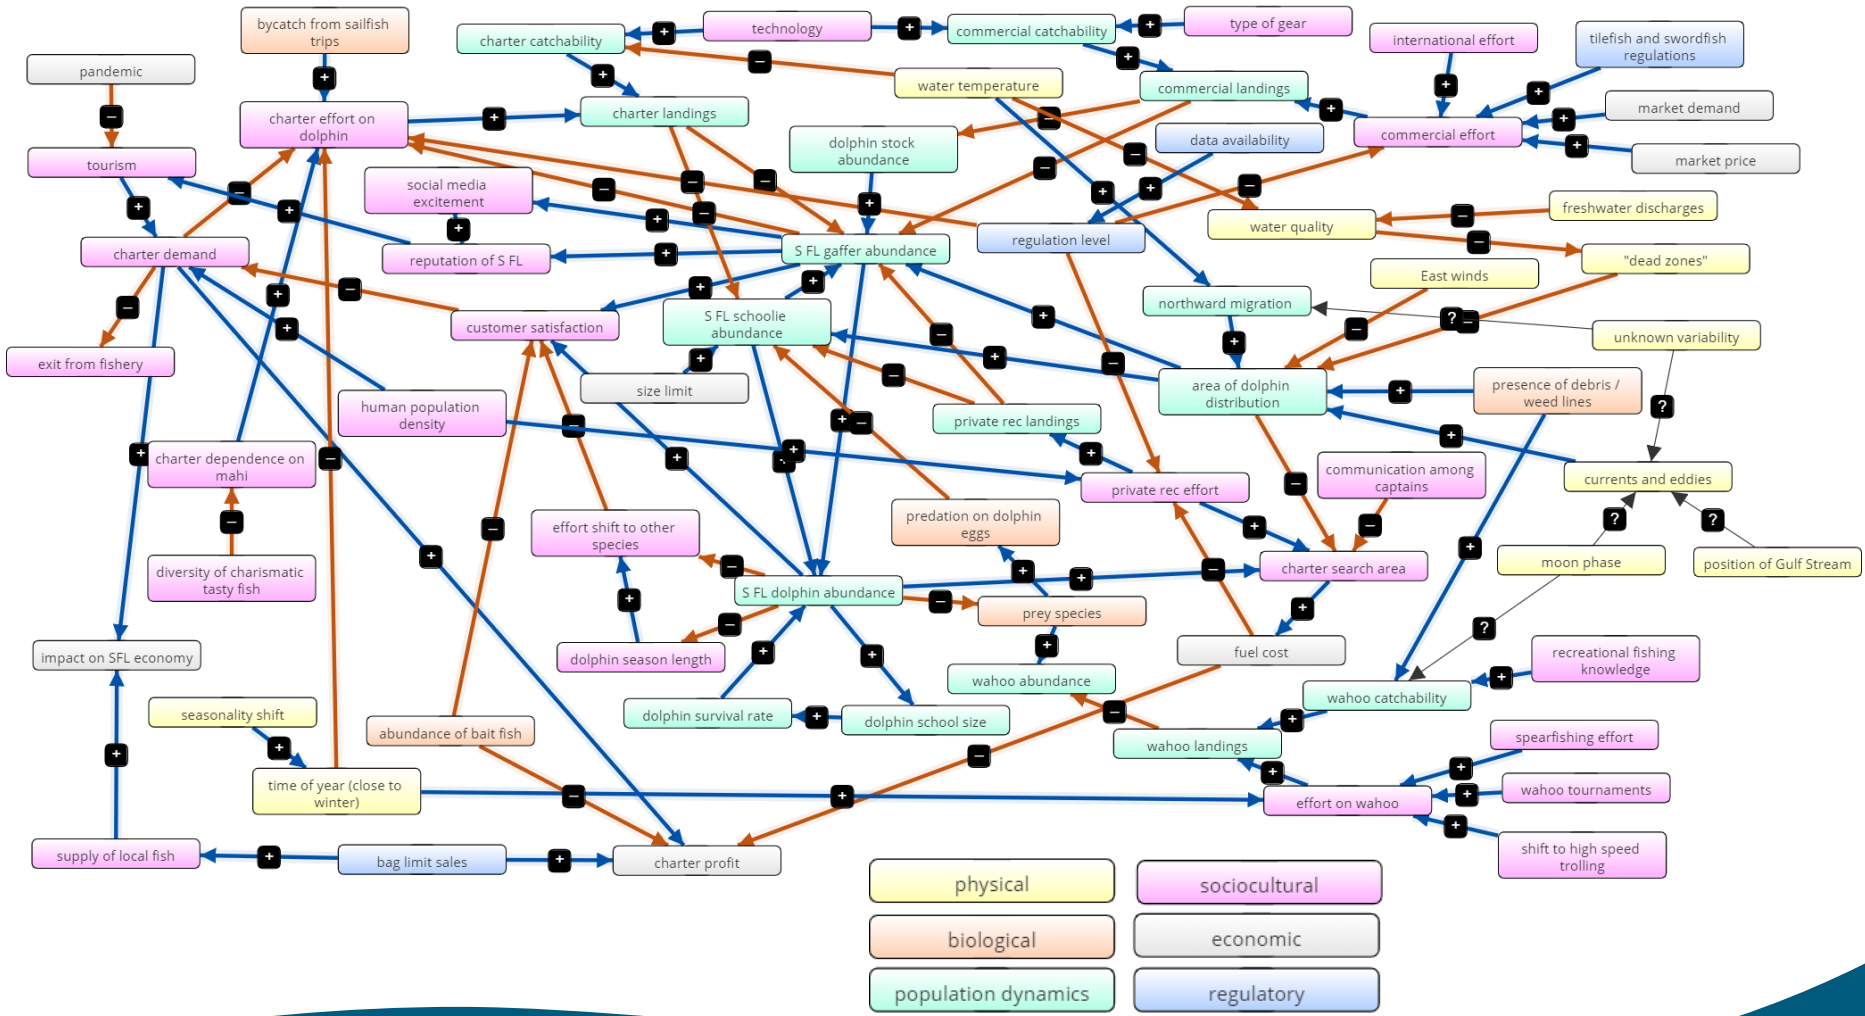 bycatch from sailfish
trips
charter catchability
technology
commercial catchability
type of gear
international effort
tilefish and swordfish
regulations
pandemic
water temperature
commercial landings
market demand
charter effort on
dolphin
charter landings
dolphin stock
abundance
data availability
commercial effort
market price
tourism
social media
excitement
freshwater discharges
water quality
regulation level
charter demand
reputation of S FL
S FL gaffer abundance
"dead zones"
East winds
northward migration
customer satisfaction
S FL schoolie
abundance
unknown variability
exit from fishery
size limit
area of dolphin
distribution
presence of debris /
weed lines
human population
density
private rec landings
charter dependence on
mahi
communication among
captains
currents and eddies
private rec effort
effort shift to other
species
predation on dolphin
eggs
moon phase
position of Gulf Stream
diversity of charismatic
tasty fish
charter search area
S FL dolphin abundance
prey species
impact on SFL economy
dolphin season length
fuel cost
recreational fishing
knowledge
wahoo abundance
wahoo catchability
seasonality shift
dolphin survival rate
dolphin school size
abundance of bait fish
wahoo landings
spearfishing effort
time of year (close to
winter)
effort on wahoo
wahoo tournaments
supply of local fish
bag limit sales
charter profit
shift to high speed
trolling
physical
sociocultural
biological
economic
population dynamics
regulatory